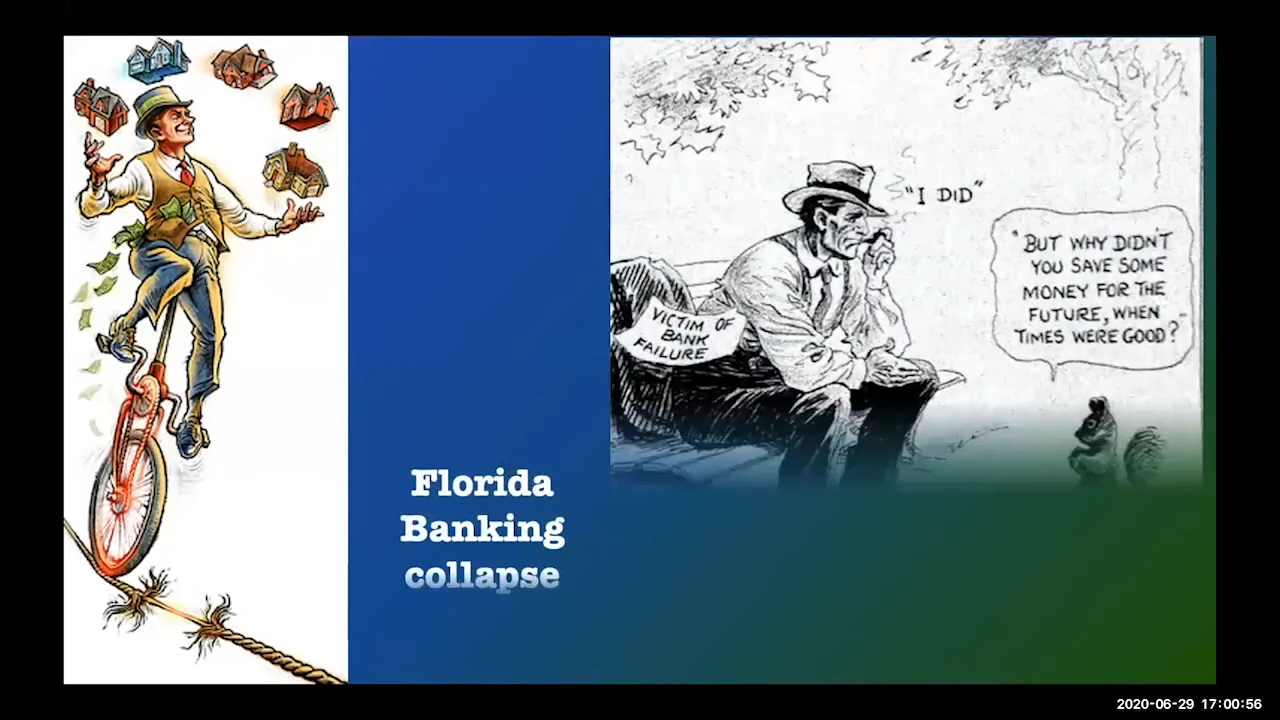 Florida
Banking
collapse
"I DID"
"BUT WHY DIDN'T
YOU SAVE SOME
MONEY FOR THE
FUTURE, WHEN
TIMES WERE GOOD?
VICTIM OF
BANK
FAILURE
2020-06-29 17:00:56